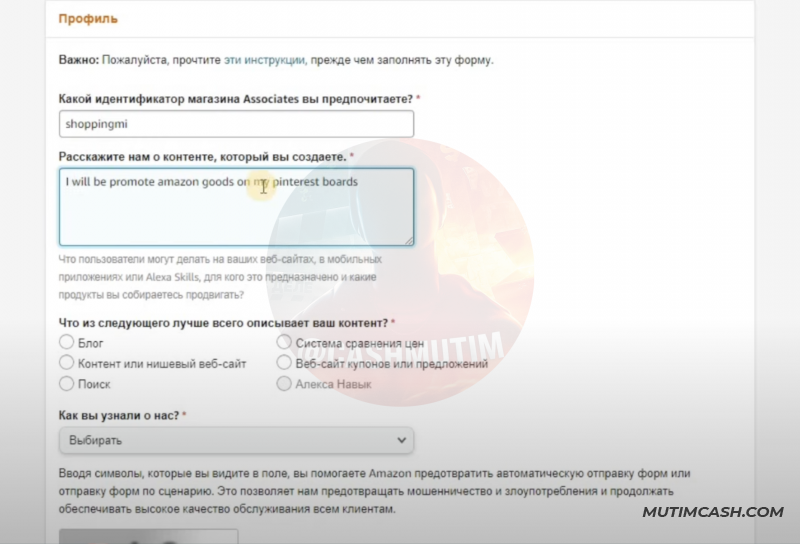 Профиль
Важно: Пожалуйста, прочтите эти инструкции, прежде чем заполнять эту форму.
Какой идентификатор магазина Associates вы предпочитаете? *
shoppingmi
Расскажите нам о контенте, который вы создаете. *
I will be promote amazon goods on my pinterest boards
Что пользователи могут делать на ваших веб-сайтах, в мобильных
приложениях или Alexa Skills, для кого это предназначено и какие
продукты вы собираетесь продвигать?
Что из следующего лучше всего описывает ваш контент? *
Блог
Система сравнения цен
Контент или нишевый веб-сайт
Веб-сайт купонов или предложений
Поиск
Алекса Навык
@CASHMUTIM
Как вы узнали о нас? *
Выбирать
Вводя символы, которые вы видите в поле, вы помогаете Amazon предотвратить автоматическую отправку форм или
отправку форм по сценарию. Это позволяет нам предотвращать мошенничество и злоупотребления и продолжать
обеспечивать высокое качество обслуживания всем клиентам.
MUTIMCASH.COM